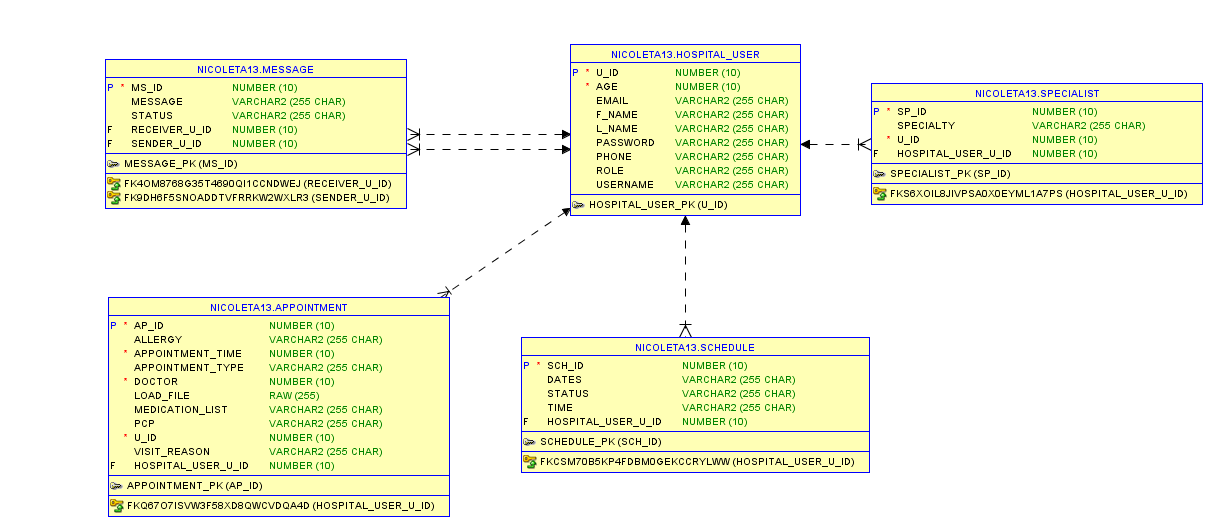 NICOLETA13.MESSAGE
P * MS_ID NUMBER (10)
MESSAGE VARCHAR2 (255 CHAR)
STATUS VARCHAR2 (255 CHAR)
F RECEIVER_U_ID NUMBER (10)
F SENDER_U_ID NUMBER (10)
MESSAGE_PK (MS_ID)
FK4OM8768G35T4690QI1CCNDWEJ (RECEIVER_U_ID)
FK9DH6F5SNOADDTVFRRKW2WXLR3 (SENDER_U_ID)
NICOLETA13.HOSPITAL_USER
P * U_ID NUMBER (10)
* AGE NUMBER (10)
EMAIL VARCHAR2 (255 CHAR)
F_NAME VARCHAR2 (255 CHAR)
L_NAME VARCHAR2 (255 CHAR)
PASSWORD VARCHAR2 (255 CHAR)
PHONE VARCHAR2 (255 CHAR)
ROLE VARCHAR2 (255 CHAR)
USERNAME VARCHAR2 (255 CHAR)
HOSPITAL_USER_PK (U_ID)
NICOLETA13.SPECIALIST
P * SP_ID NUMBER (10)
SPECIALTY VARCHAR2 (255 CHAR)
* U_ID NUMBER (10)
F HOSPITAL_USER_U_ID NUMBER (10)
SPECIALIST_PK (SP_ID)
FKS6XOIL8JIVPSA0X0EYML1A7PS (HOSPITAL_USER_U_ID)
NICOLETA13.APPOINTMENT
P * AP_ID NUMBER (10)
ALLERGY VARCHAR2 (255 CHAR)
* APPOINTMENT_TIME NUMBER (10)
APPOINTMENT_TYPE VARCHAR2 (255 CHAR)
* DOCTOR NUMBER (10)
LOAD_FILE RAW (255)
MEDICATION_LIST VARCHAR2 (255 CHAR)
PCP VARCHAR2 (255 CHAR)
* U_ID NUMBER (10)
VISIT_REASON VARCHAR2 (255 CHAR)
F HOSPITAL_USER_U_ID NUMBER (10)
APPOINTMENT_PK (AP_ID)
FKQ67O7ISVW3F58XD8QWCVDQA4D (HOSPITAL_USER_U_ID)
NICOLETA13.SCHEDULE
P * SCH_ID NUMBER (10)
DATES VARCHAR2 (255 CHAR)
STATUS VARCHAR2 (255 CHAR)
TIME VARCHAR2 (255 CHAR)
F HOSPITAL_USER_U_ID NUMBER (10)
SCHEDULE_PK (SCH_ID)
FKCSM70B5KP4FDBM0GEKCCRYLWW (HOSPITAL_USER_U_ID)